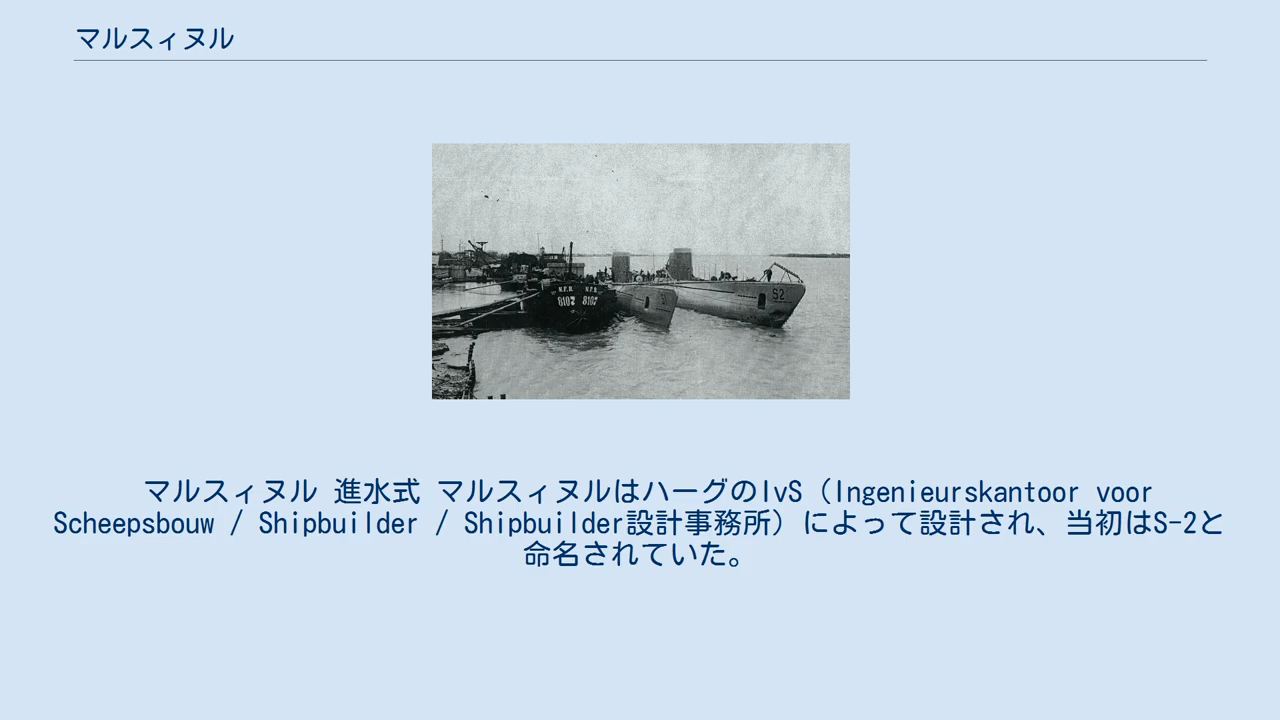 マルスィヌル
N.F.R. N.F.R.
8107 8107
S2
マルスィヌル 進水式 マルスィヌルはハーグのIvS（Ingenieurskantoor voor
Scheepsbouw / Shipbuilder / Shipbuilder設計事務所）によって設計され、当初はS-2と
命名されていた。